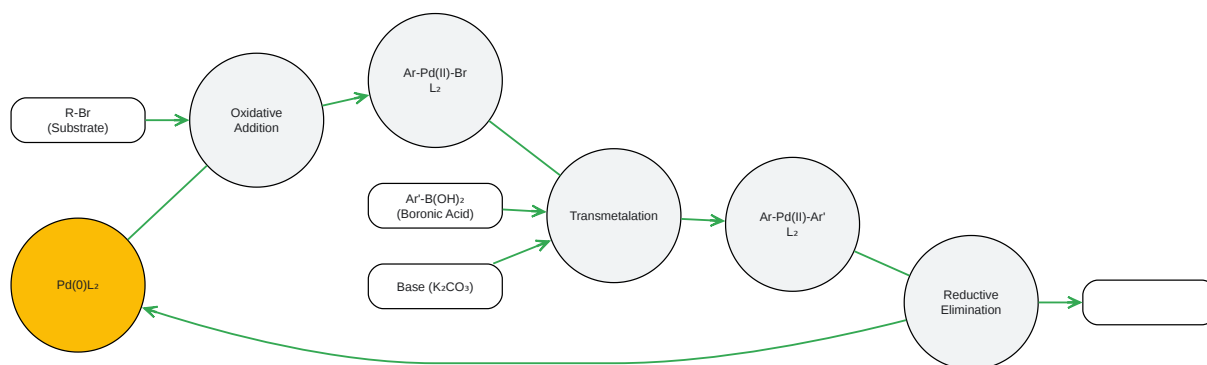 R-Br
(Substrate)
Oxidative
Addition
Ar-Pd(II)-Br
L₂
Ar'-B(OH)₂
(Boronic Acid)
Base (K₂CO₃)
Transmetalation
Ar-Pd(II)-Ar'
L₂
Reductive
Elimination
Pd(0)L₂